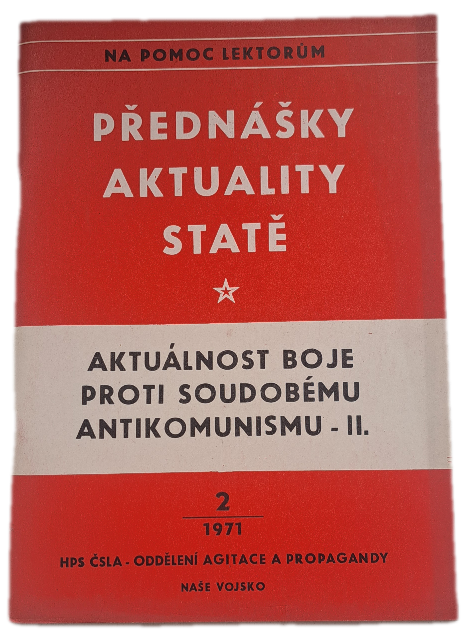 NA POMOC LEKTORŮM
PŘEDNÁŠKY
AKTUALITY
STATĚ
AKTUÁLNOST BOJE
PROTI SOUDOBÉMU
ANTIKOMUNISMU - II.
2
1971
HPS ČSLA - ODDĚLENÍ AGITACE A PROPAGANDY
NAŠE VOJSKO